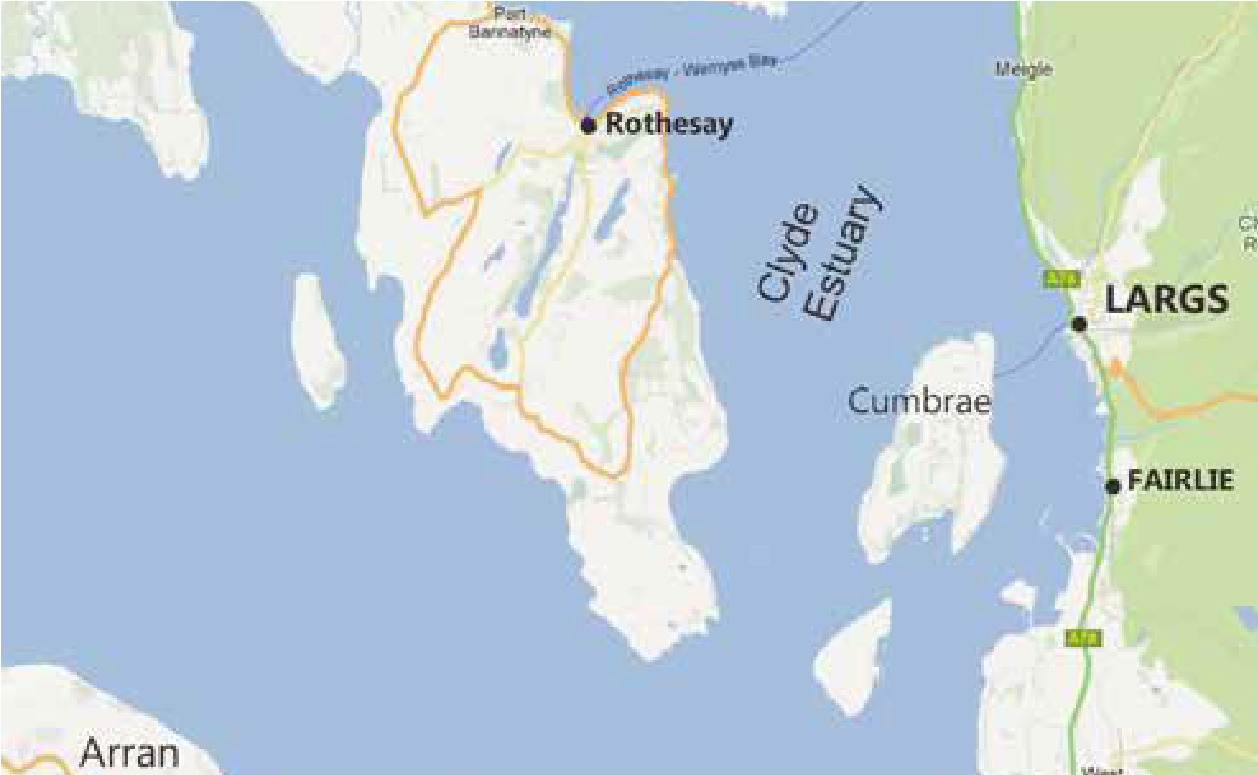 Port
Bannatyne
Rothesay - Wemyss Bay
Meigle
Rothesay
Clyde
Estuary
A78
LARGS
Cumbrae
FAIRLIE
A78
Arran
West